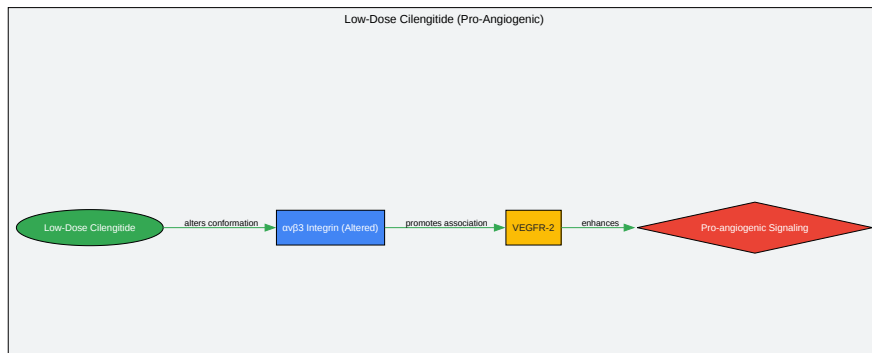 Low-Dose Cilengitide (Pro-Angiogenic)
Low-Dose Cilengitide
alters conformation
αvβ3 Integrin (Altered)
promotes association
VEGFR-2
enhances
Pro-angiogenic Signaling